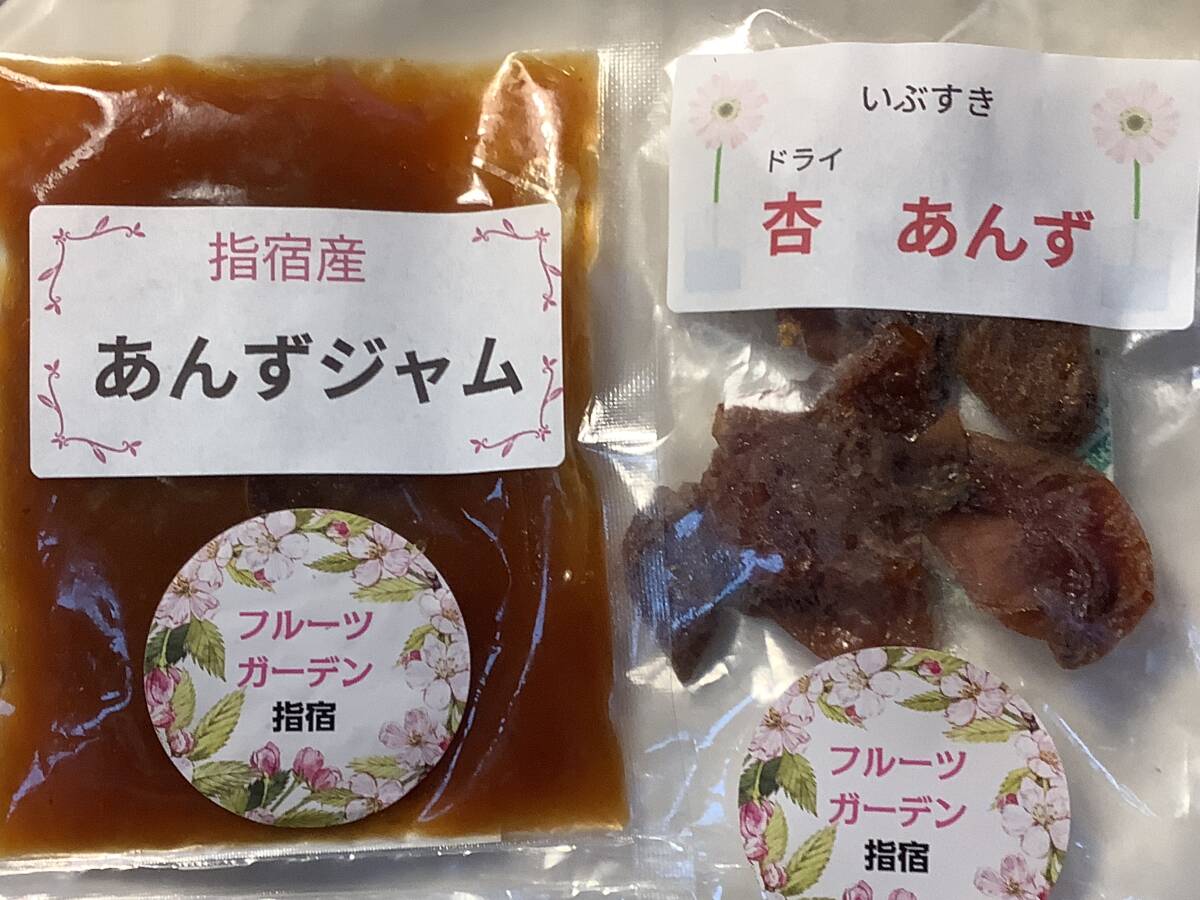 指宿産
あんずジャム
フルーツ
ガーデン
指宿
いぶすき
ドライ
杏 あんず
フルーツ
ガーデン
指宿